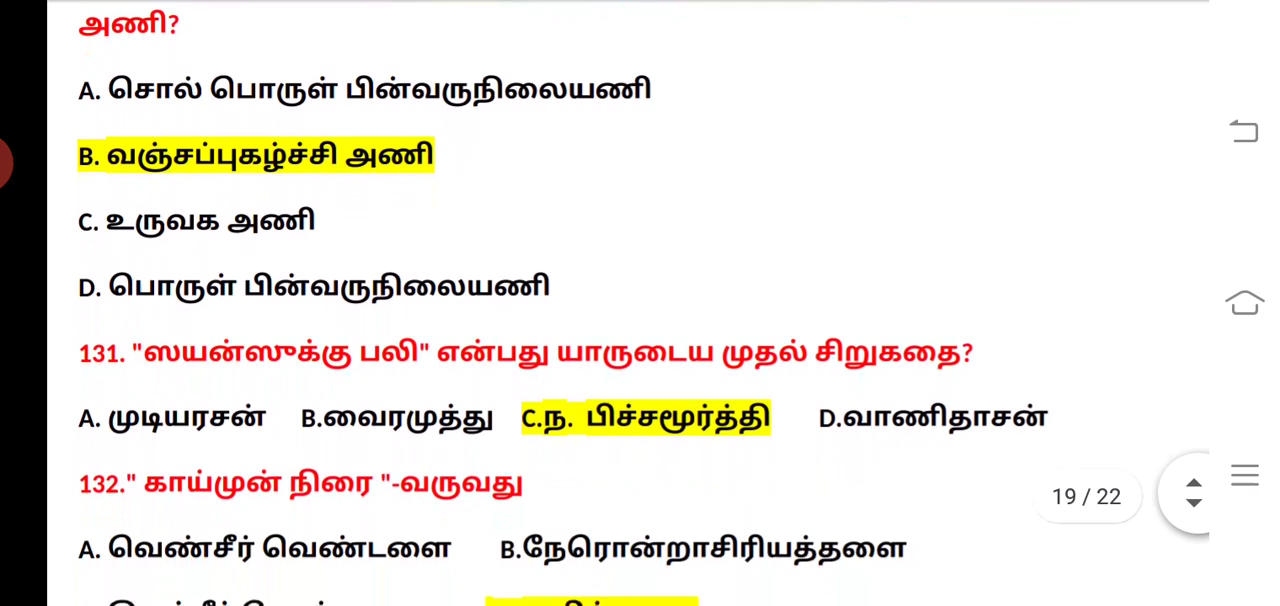 அணி?
A. சொல் பொருள் பின்வருநிலையணி
B. வஞ்சப்புகழ்ச்சி அணி
C. உருவக அணி
D. பொருள் பின்வருநிலையணி
131. "ஸயன்ஸுக்கு பலி" என்பது யாருடைய முதல் சிறுகதை?
A. முடியரசன் B.வைரமுத்து C.ந. பிச்சமூர்த்தி D.வாணிதாசன்
132." காய்முன் நிரை "-வருவது
19 / 22
A. வெண்சீர் வெண்டளை B.நேரொன்றாசிரியத்தளை